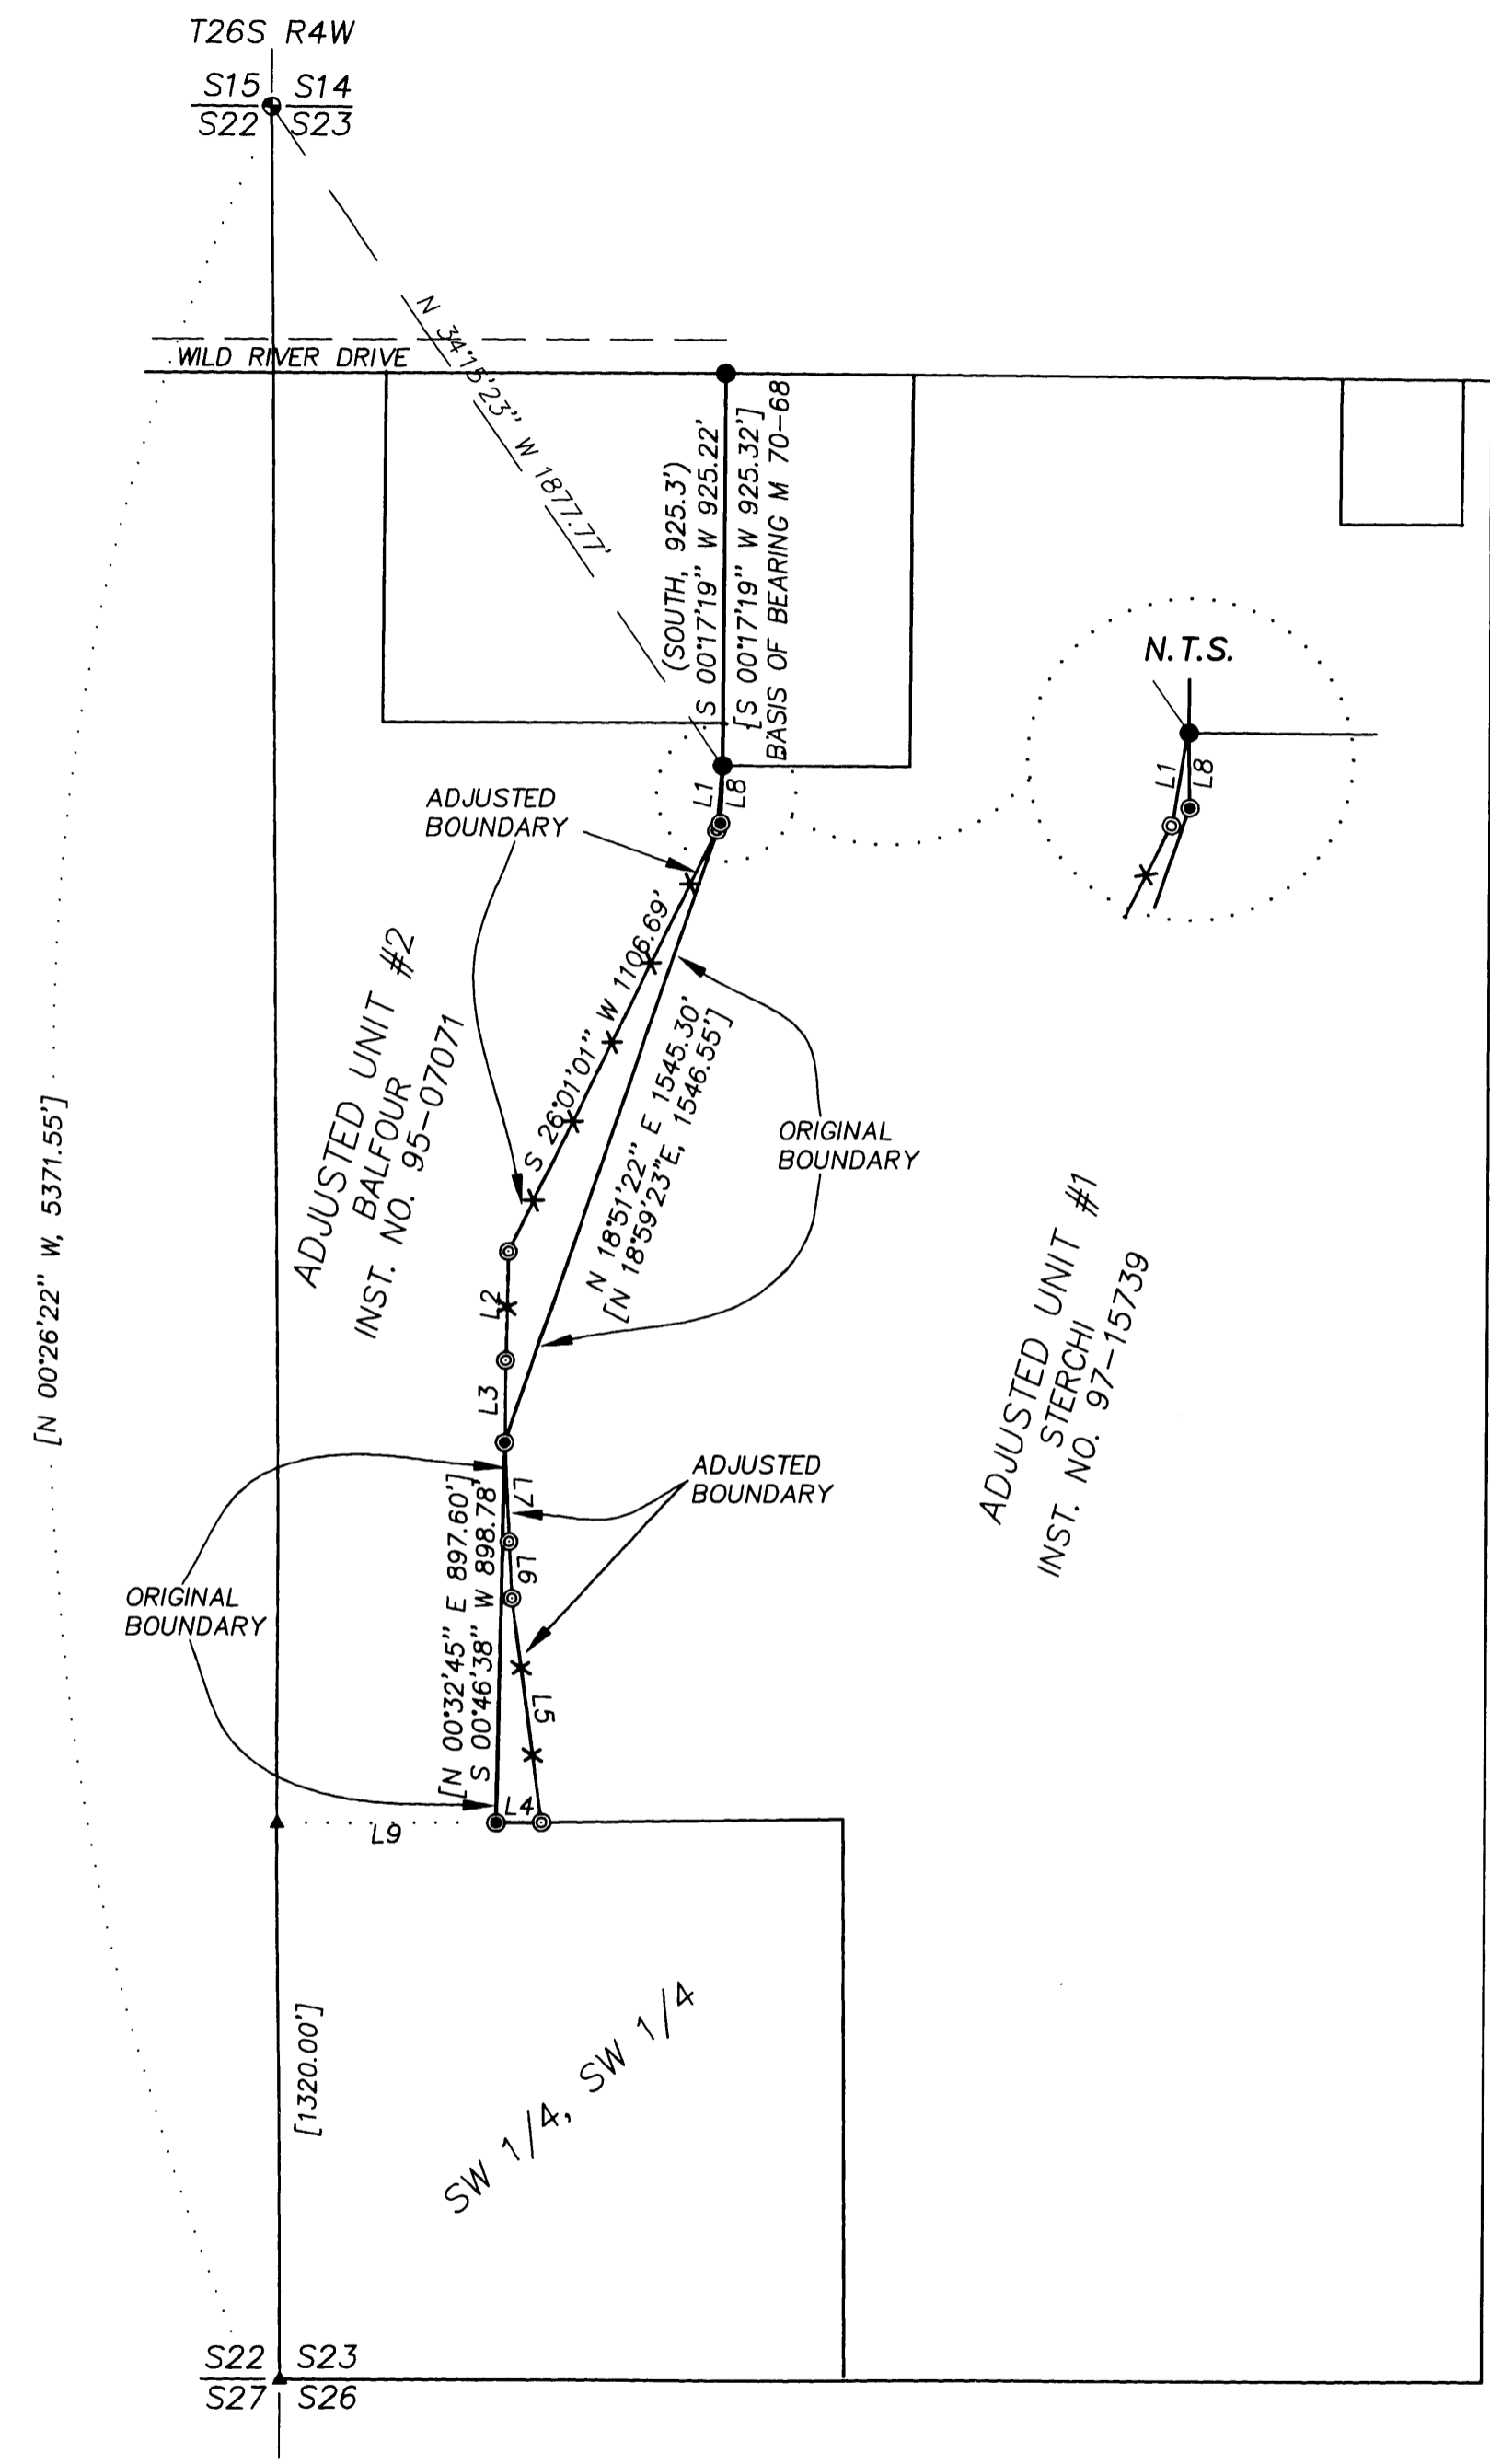 T26S R4W
S15 S14
S22 S23
WILD RIVER DRIVE
N 34°15'23" W 1877.77'
(SOUTH, 925.3')
S 00°17'19" W 925.22'
[S 00°17'19" W 925.32']
BASIS OF BEARING M 70-68
N.T.S.
L1
L8
L1
L8
ADJUSTED
BOUNDARY
S 26°01'01" W 1106.69'
ADJUSTED UNIT #2
BALFOUR
INST. NO. 95-07071
N 18°51'22" E 1545.30'
[N 18°59'23"E, 1546.55']
ORIGINAL
BOUNDARY
[N 00°26'22" W, 5371.55']
ADJUSTED UNIT #1
STERCHI
INST. NO. 97-15739
L2
L3
ADJUSTED
BOUNDARY
L7
L6
[N 00°32'45" E 897.60']
S 00°46'38" W 898.78'
ORIGINAL
BOUNDARY
L5
L4
L9
[1320.00']
SW 1/4, SW 1/4
S22 S23
S27 S26